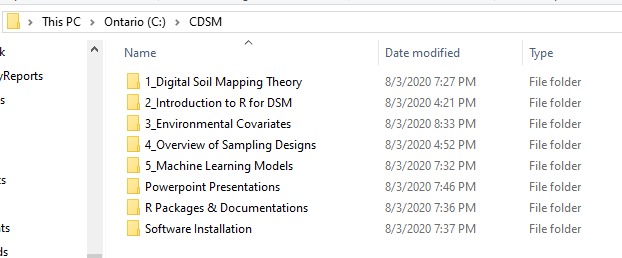 This PC > Ontario (C:) > CDSM
Name Date modified Type
1_Digital Soil Mapping Theory 8/3/2020 7:27 PM File folder
yReports 2_Introduction to R for DSM 8/3/2020 4:21 PM File folder
3_Environmental Covariates 8/3/2020 8:33 PM File folder
4_Overview of Sampling Designs 8/3/2020 4:52 PM File folder
5_Machine Learning Models 8/3/2020 7:32 PM File folder
Powerpoint Presentations 8/3/2020 7:46 PM File folder
R Packages & Documentations 8/3/2020 7:36 PM File folder
Software Installation 8/3/2020 7:37 PM File folder